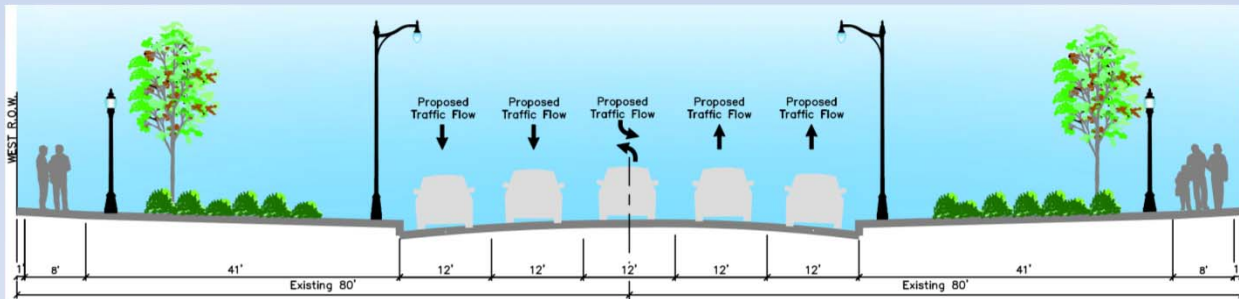 WEST R.O.W.
Proposed
Traffic Flow
Proposed
Traffic Flow
Proposed
Traffic Flow
Proposed
Traffic Flow
Proposed
Traffic Flow
1'
8'
41'
12'
12'
12'
12'
12'
41'
8'
Existing 80'
Existing 80'